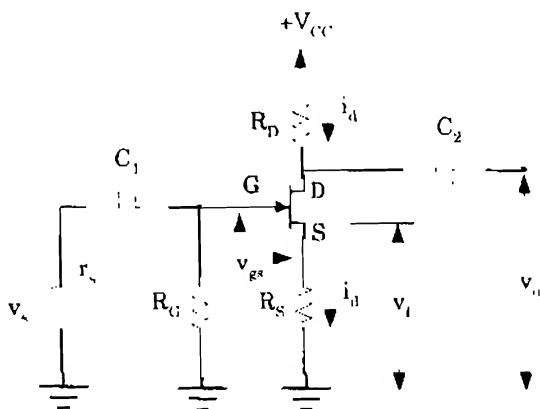 +V_CC
R_D
i_d
C_2
C_1
G
D
S
r_s
v_gs
v_s
R_G
R_S
i_d
v_f
v_o